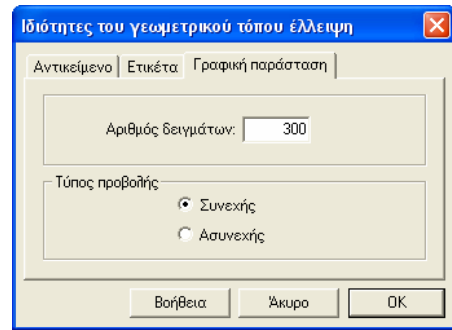 Ιδιότητες του γεωμετρικού τόπου έλλειψη
Αντικείμενο Ετικέτα Γραφική παράσταση
Αριθμός δειγμάτων: 300
Τύπος προβολής
Συνεχής
Ασυνεχής
Βοήθεια Άκυρο OK